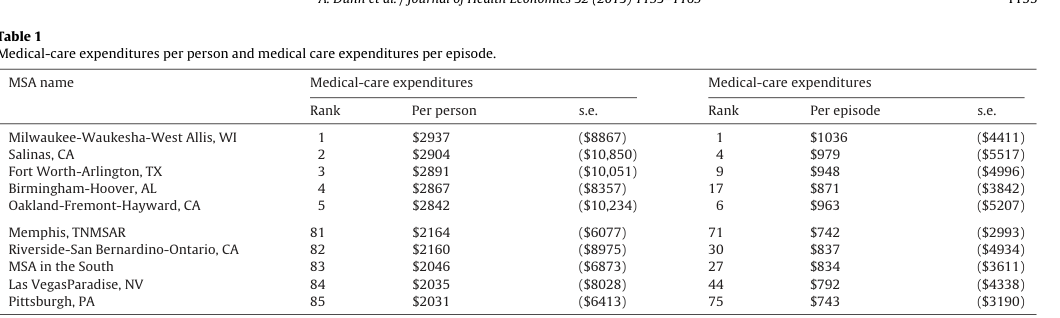 A. Dunn et al. / Journal of Health Economics 32 (2013) 1153–1163
Table 1
Medical-care expenditures per person and medical care expenditures per episode.
MSA name Medical-care expenditures Medical-care expenditures
Rank Per person s.e. Rank Per episode s.e.
Milwaukee-Waukesha-West Allis, WI 1 $2937 ($8867) 1 $1036 ($4411)
Salinas, CA 2 $2904 ($10,850) 4 $979 ($5517)
Fort Worth-Arlington, TX 3 $2891 ($10,051) 9 $948 ($4996)
Birmingham-Hoover, AL 4 $2867 ($8357) 17 $871 ($3842)
Oakland-Fremont-Hayward, CA 5 $2842 ($10,234) 6 $963 ($5207)
Memphis, TNMSAR 81 $2164 ($6077) 71 $742 ($2993)
Riverside-San Bernardino-Ontario, CA 82 $2160 ($8975) 30 $837 ($4934)
MSA in the South 83 $2046 ($6873) 27 $834 ($3611)
Las VegasParadise, NV 84 $2035 ($8028) 44 $792 ($4338)
Pittsburgh, PA 85 $2031 ($6413) 75 $743 ($3190)